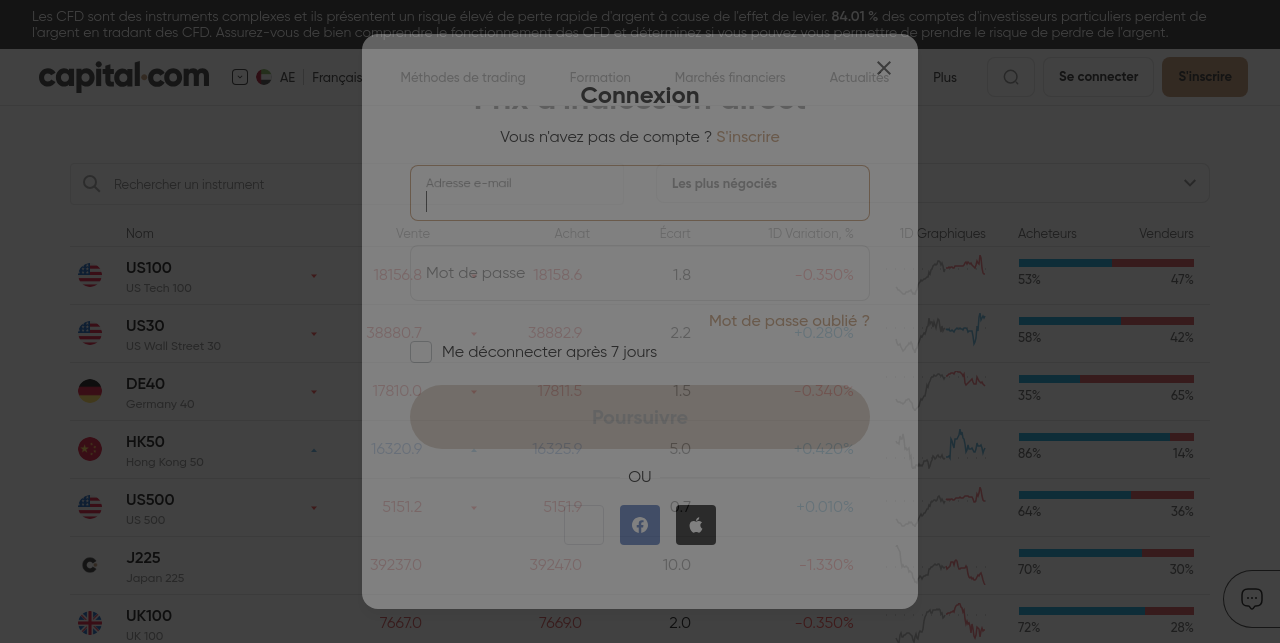 Les CFD sont des instruments complexes et ils présentent un risque élevé de perte rapide d'argent à cause de l'effet de levier. 84.01 % des comptes d'investisseurs particuliers perdent de
l'argent en tradant des CFD. Assurez-vous de bien comprendre le fonctionnement des CFD et déterminez si vous pouvez vous permettre de prendre le risque de perdre de l'argent.
capital.com AE Français Méthodes de trading Formation Marchés financiers Actualités Plus Se connecter S'inscrire
Prix d'indices en direct
Connexion
Vous n'avez pas de compte ? S'inscrire
Rechercher un instrument Adresse e-mail Les plus négociés
Nom Vente Achat Écart 1D Variation, % 1D Graphiques Acheteurs Vendeurs
US100 18156.8 18158.6 1.8 -0.350% 53% 47%
US Tech 100
Mot de passe
Mot de passe oublié ?
US30 38880.7 38882.9 2.2 +0.280% 58% 42%
US Wall Street 30
Me déconnecter après 7 jours
DE40 17810.0 17811.5 1.5 -0.340% 35% 65%
Germany 40
Poursuivre
HK50 16320.9 16325.9 5.0 +0.420% 86% 14%
Hong Kong 50
OU
US500 5151.2 5151.9 0.7 +0.010% 64% 36%
US 500
J225 39237.0 39247.0 10.0 -1.330% 70% 30%
Japan 225
UK100 7667.0 7669.0 2.0 -0.350% 72% 28%
UK 100